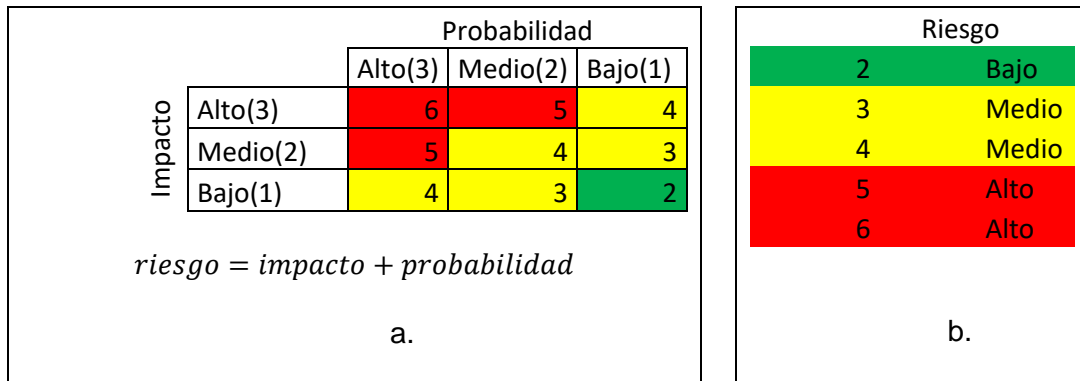 Probabilidad
Alto(3) Medio(2) Bajo(1)
Impacto
Alto(3) 6 5 4
Medio(2) 5 4 3
Bajo(1) 4 3 2
riesgo = impacto + probabilidad
a.
Riesgo
2 Bajo
3 Medio
4 Medio
5 Alto
6 Alto
b.